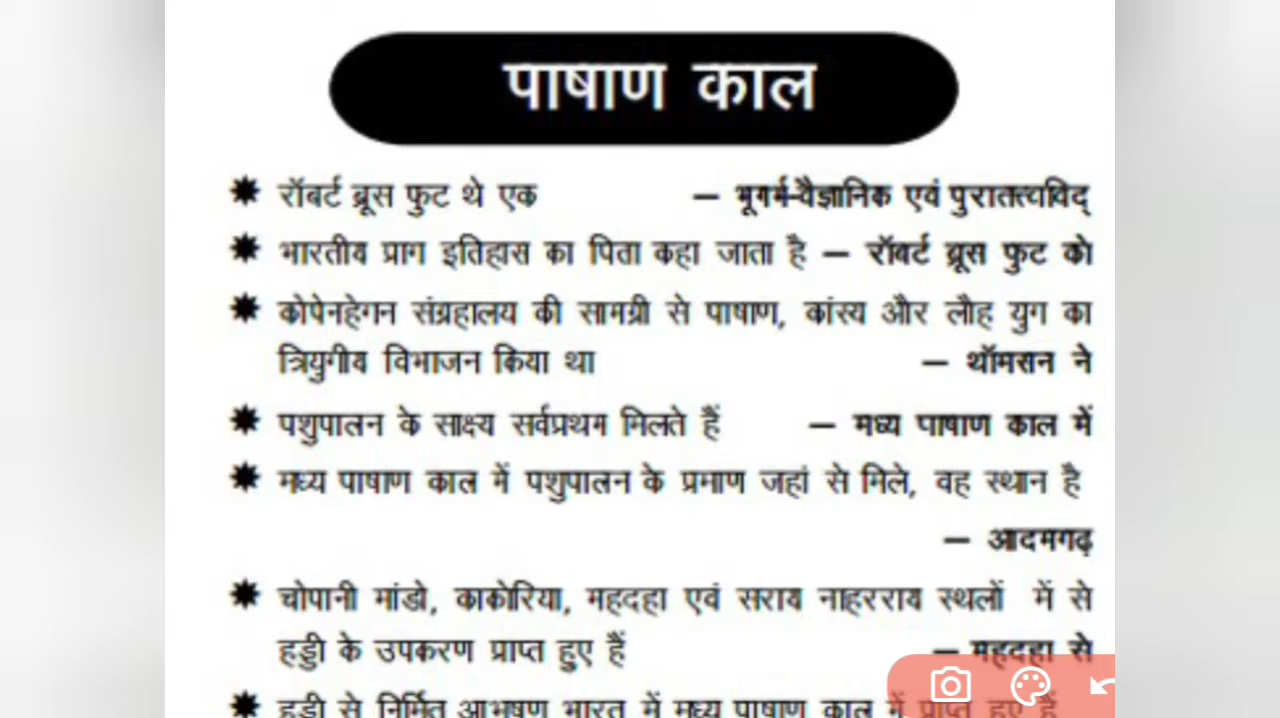 पाषाण काल
✷ रॉबर्ट ब्रूस फुट थे एक – भूगर्भ-वैज्ञानिक एवं पुरातत्त्वविद्
✷ भारतीय प्राग इतिहास का पिता कहा जाता है – रॉबर्ट ब्रूस फुट को
✷ कोपेनहेगन संग्रहालय की सामग्री से पाषाण, कांस्य और लौह युग का
त्रियुगीय विभाजन किया था – थॉमसन ने
✷ पशुपालन के साक्ष्य सर्वप्रथम मिलते हैं – मध्य पाषाण काल में
✷ मध्य पाषाण काल में पशुपालन के प्रमाण जहां से मिले, वह स्थान है
– आदमगढ़
✷ चोपानी मांडो, काकोरिया, महदहा एवं सराय नाहरराय स्थलों में से
हड्डी के उपकरण प्राप्त हुए हैं – महदहा से
✷ हड्डी से निर्मित आभूषण भारत में मध्य पाषाण काल में प्राप्त हुए हैं